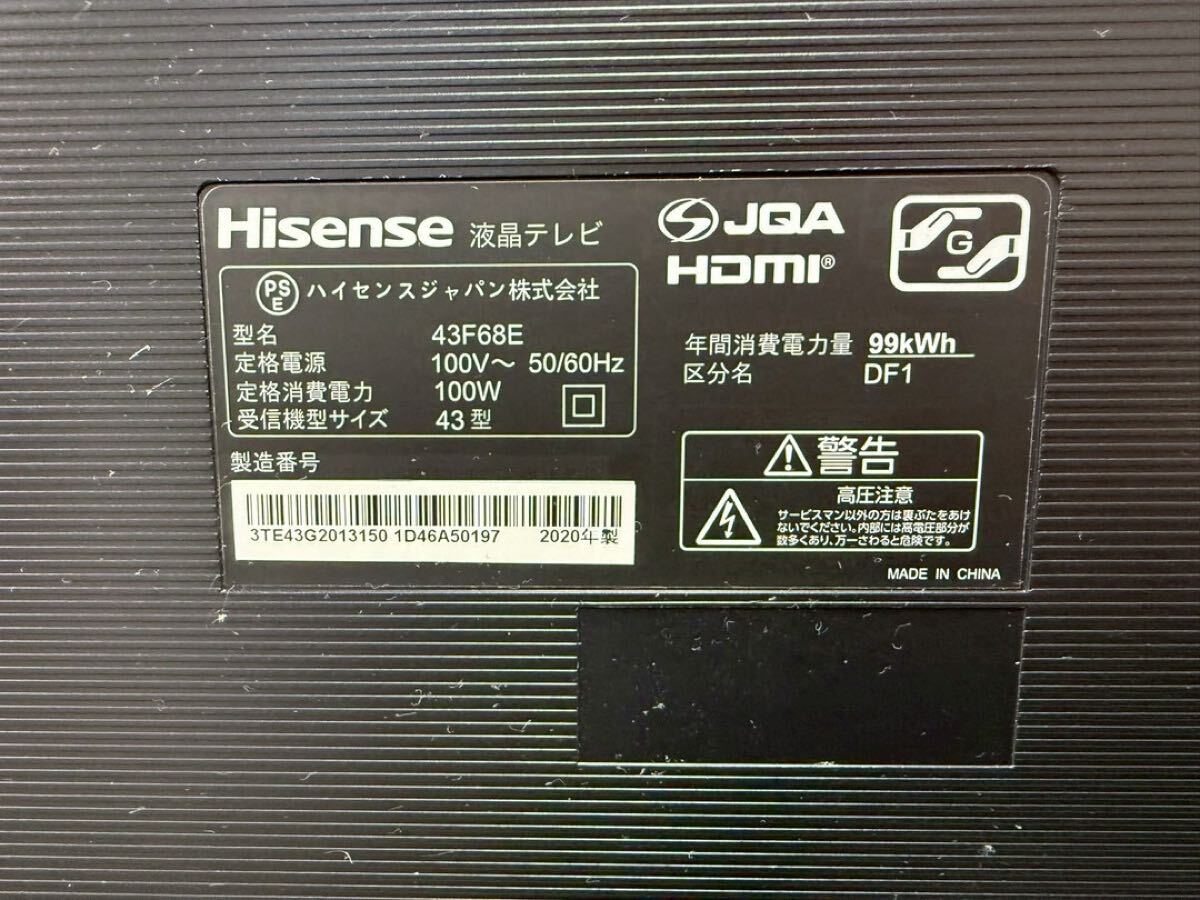 Hisense 液晶テレビ
PS
E
ハイセンスジャパン株式会社
型名 43F68E
定格電源 100V～ 50/60Hz
定格消費電力 100W
受信機型サイズ 43型
製造番号
3TE43G2013150 1D46A50197 2020年製
JQA
HDMI®
G
年間消費電力量 99kWh
区分名 DF1
警告
高圧注意
サービスマン以外の方は裏ぶたをあけ
ないでください。内部には高電圧部分が
数多くあり、万一さわると危険です。
MADE IN CHINA